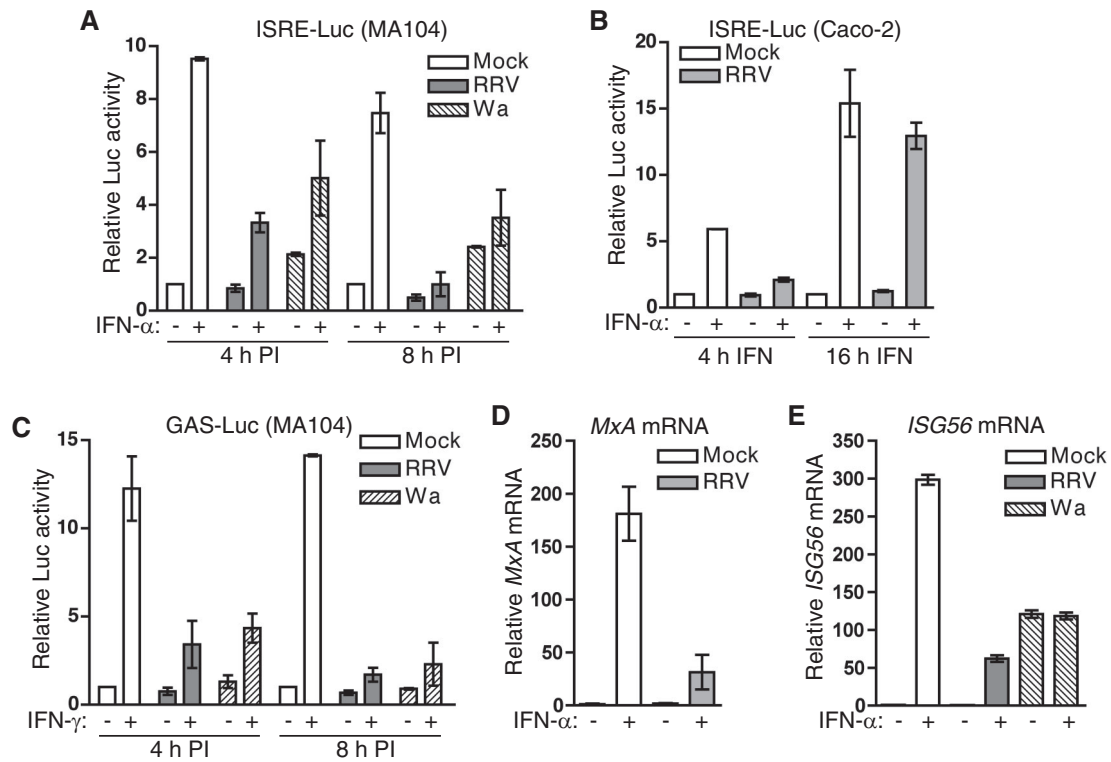 A
ISRE-Luc (MA104)
Relative Luc activity
10
8
6
4
2
0
Mock
RRV
Wa
IFN-α: - + - + - + - + - + - +
4 h PI 8 h PI
B
ISRE-Luc (Caco-2)
Relative Luc activity
20
15
10
5
0
Mock
RRV
IFN-α: - + - + - + - +
4 h IFN 16 h IFN
C
GAS-Luc (MA104)
Relative Luc activity
15
10
5
0
Mock
RRV
Wa
IFN-γ: - + - + - + - + - + - +
4 h PI 8 h PI
D
MxA mRNA
Relative MxA mRNA
250
200
150
100
50
0
Mock
RRV
IFN-α: - + - +
E
ISG56 mRNA
Relative ISG56 mRNA
350
300
250
200
150
100
50
0
Mock
RRV
Wa
IFN-α: - + - + - +